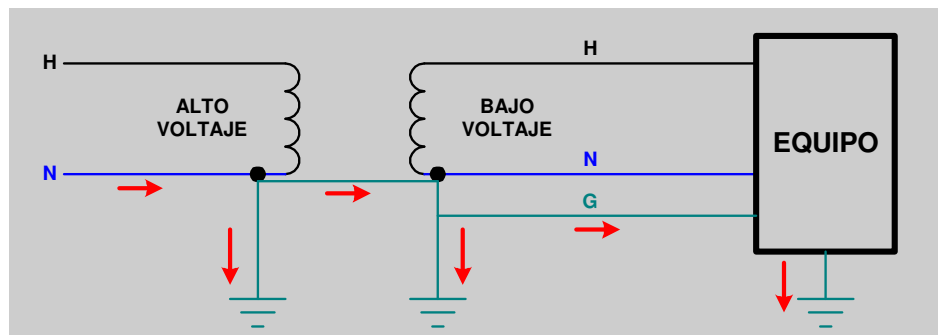 H
H
ALTO
VOLTAJE
BAJO
VOLTAJE
EQUIPO
N
N
G